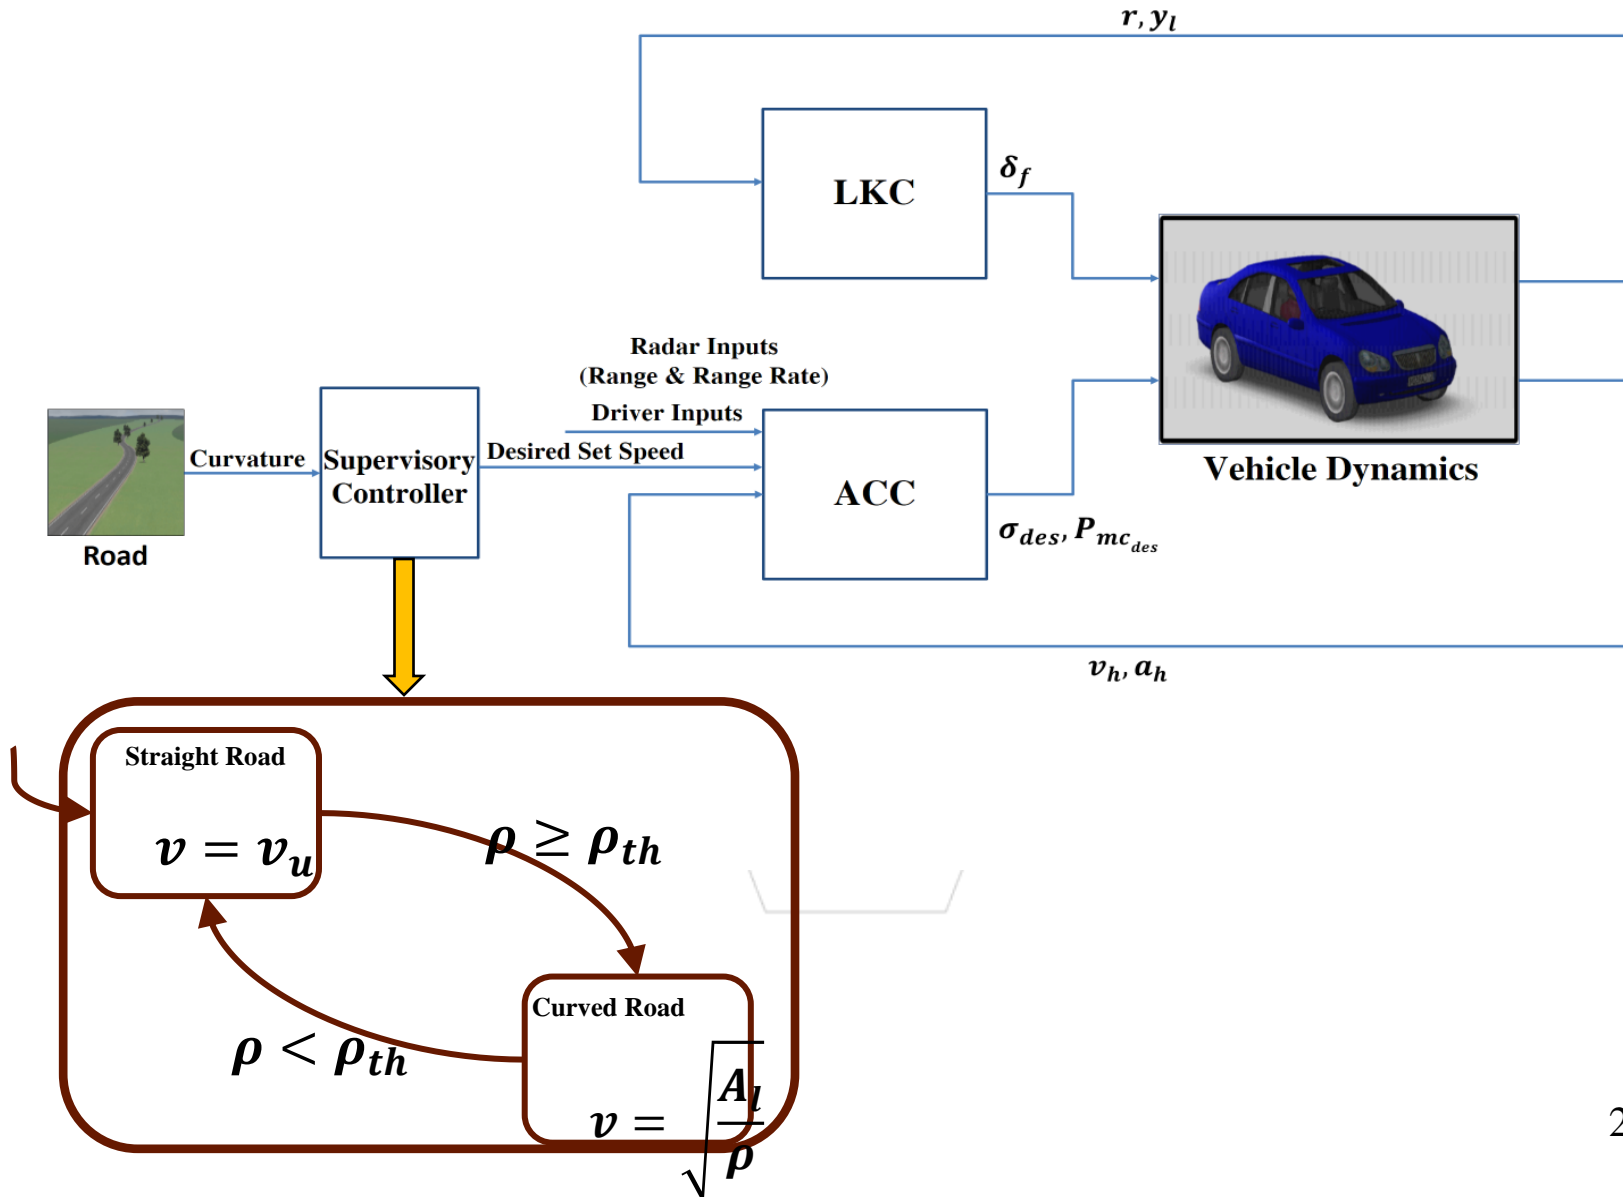 r, y_l
LKC
δ_f
Radar Inputs
(Range & Range Rate)
Driver Inputs
Desired Set Speed
Curvature
Supervisory
Controller
ACC
σ_des, P_mc_des
Vehicle Dynamics
Road
v_h, a_h
Straight Road
v = v_u
ρ ≥ ρ_th
ρ < ρ_th
Curved Road
v = √(A_l/ρ)
2